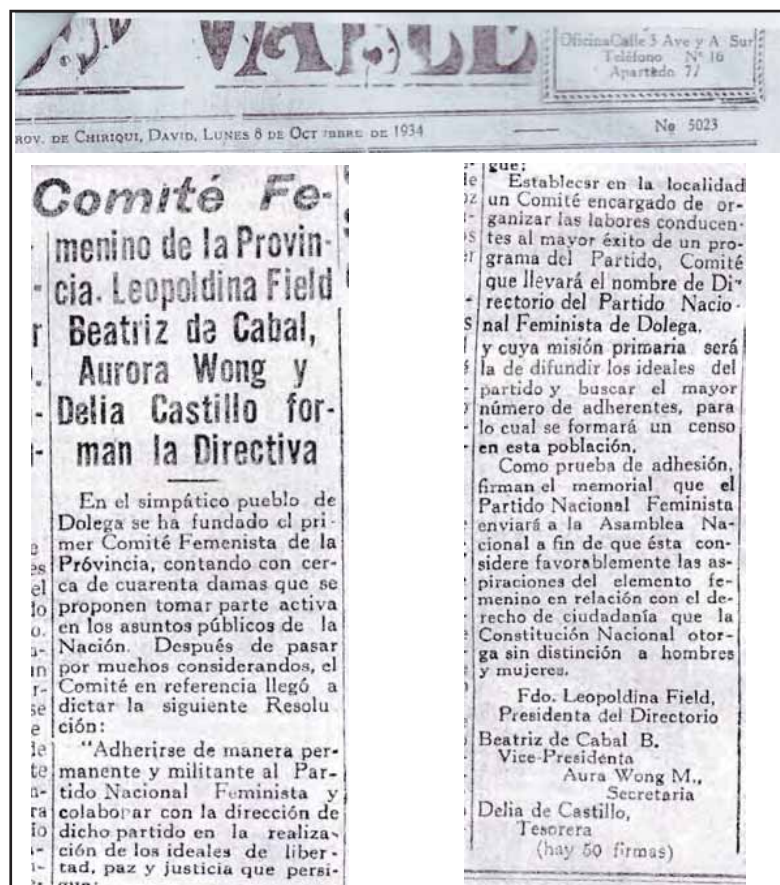 VALLE
Oficina Calle 3 Ave y A Sur
Teléfono Nº 16
Apartado 77
ROV. DE CHIRIQUI, DAVID, LUNES 8 DE OCTUBRE DE 1934
No 5023
Comité Fe-
menino de la Provin-
cia. Leopoldina Field
Beatriz de Cabal,
Aurora Wong y
Delia Castillo for-
man la Directiva
En el simpático pueblo de
Dolega se ha fundado el pri-
mer Comité Femenista de la
Próvincia, contando con cer-
ca de cuarenta damas que se
proponen tomar parte activa
en los asuntos públicos de la
Nación. Después de pasar
por muchos considerandos, el
Comité en referencia llegó a
dictar la siguiente Resolu
ción:
"Adherirse de manera per-
manente y militante al Par-
tido Nacional Feminista y
colaborar con la dirección de
dicho partido en la realiza-
ción de los ideales de liber-
tad, paz y justicia que persi-
gue:
Establecsr en la localidad
un Comité encargado de or-
ganizar las labores conducen-
tes al mayor éxito de un pro-
grama del Partido, Comité
que llevará el nombre de Di-
rectorio del Partido Nacio-
nal Feminista de Dolega,
y cuya misión primaria será
la de difundir los ideales del
partido y buscar el mayor
número de adherentes, para
lo cual se formará un censo
en esta población.
Como prueba de adhesión,
firman el memorial que el
Partido Nacional Feminista
enviará a la Asamblea Na-
cional a fin de que ésta con-
sidere favorablemente las as-
piraciones del elemento fe-
menino en relación con el de-
recho de ciudadanía que la
Constitución Nacional otor-
ga sin distinción a hombres
y mujeres.
Fdo. Leopoldina Field,
Presidenta del Directorio
Beatriz de Cabal B.
Vice-Presidenta
Aura Wong M.,
Secretaria
Delia de Castillo,
Tesorera
(hay 50 firmas)